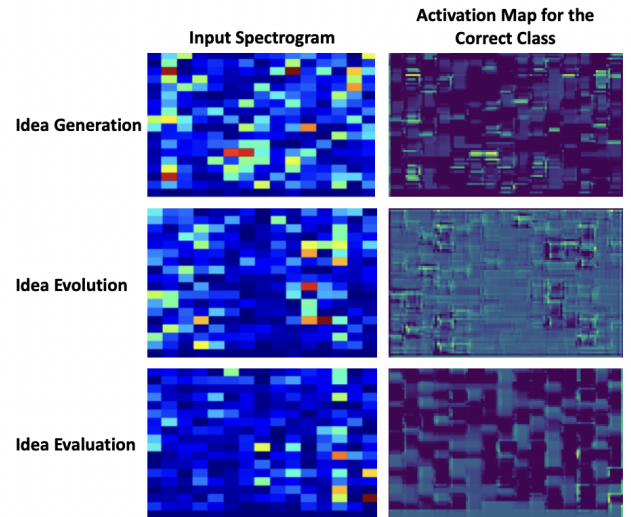 Input Spectrogram
Activation Map for the
Correct Class
Idea Generation
Idea Evolution
Idea Evaluation